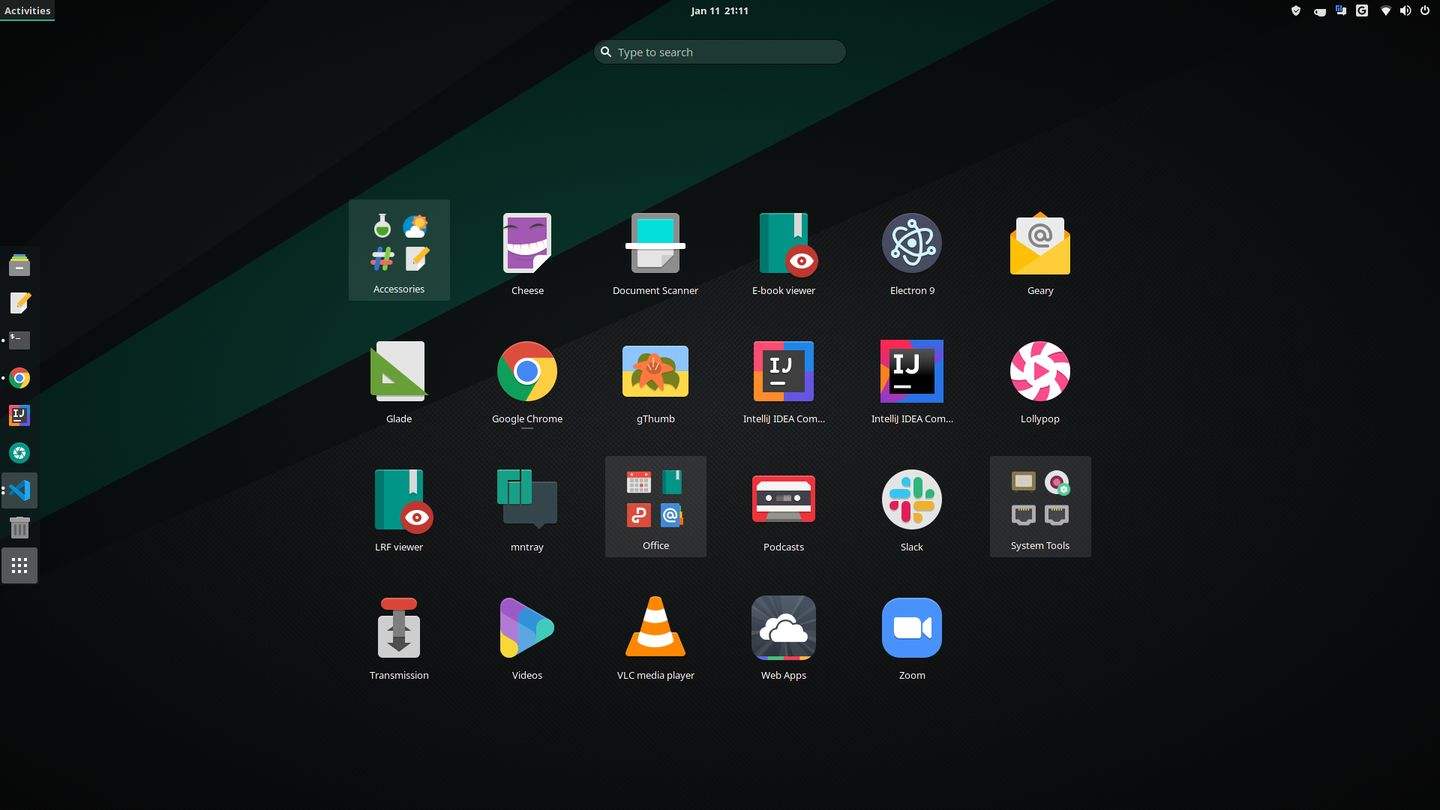 Activities
Jan 11 21:11
Type to search
Accessories
Cheese
Document Scanner
E-book viewer
Electron 9
Geary
Glade
Google Chrome
gThumb
IntelliJ IDEA Com...
IntelliJ IDEA Com...
Lollypop
LRF viewer
mntray
Office
Podcasts
Slack
System Tools
Transmission
Videos
VLC media player
Web Apps
Zoom